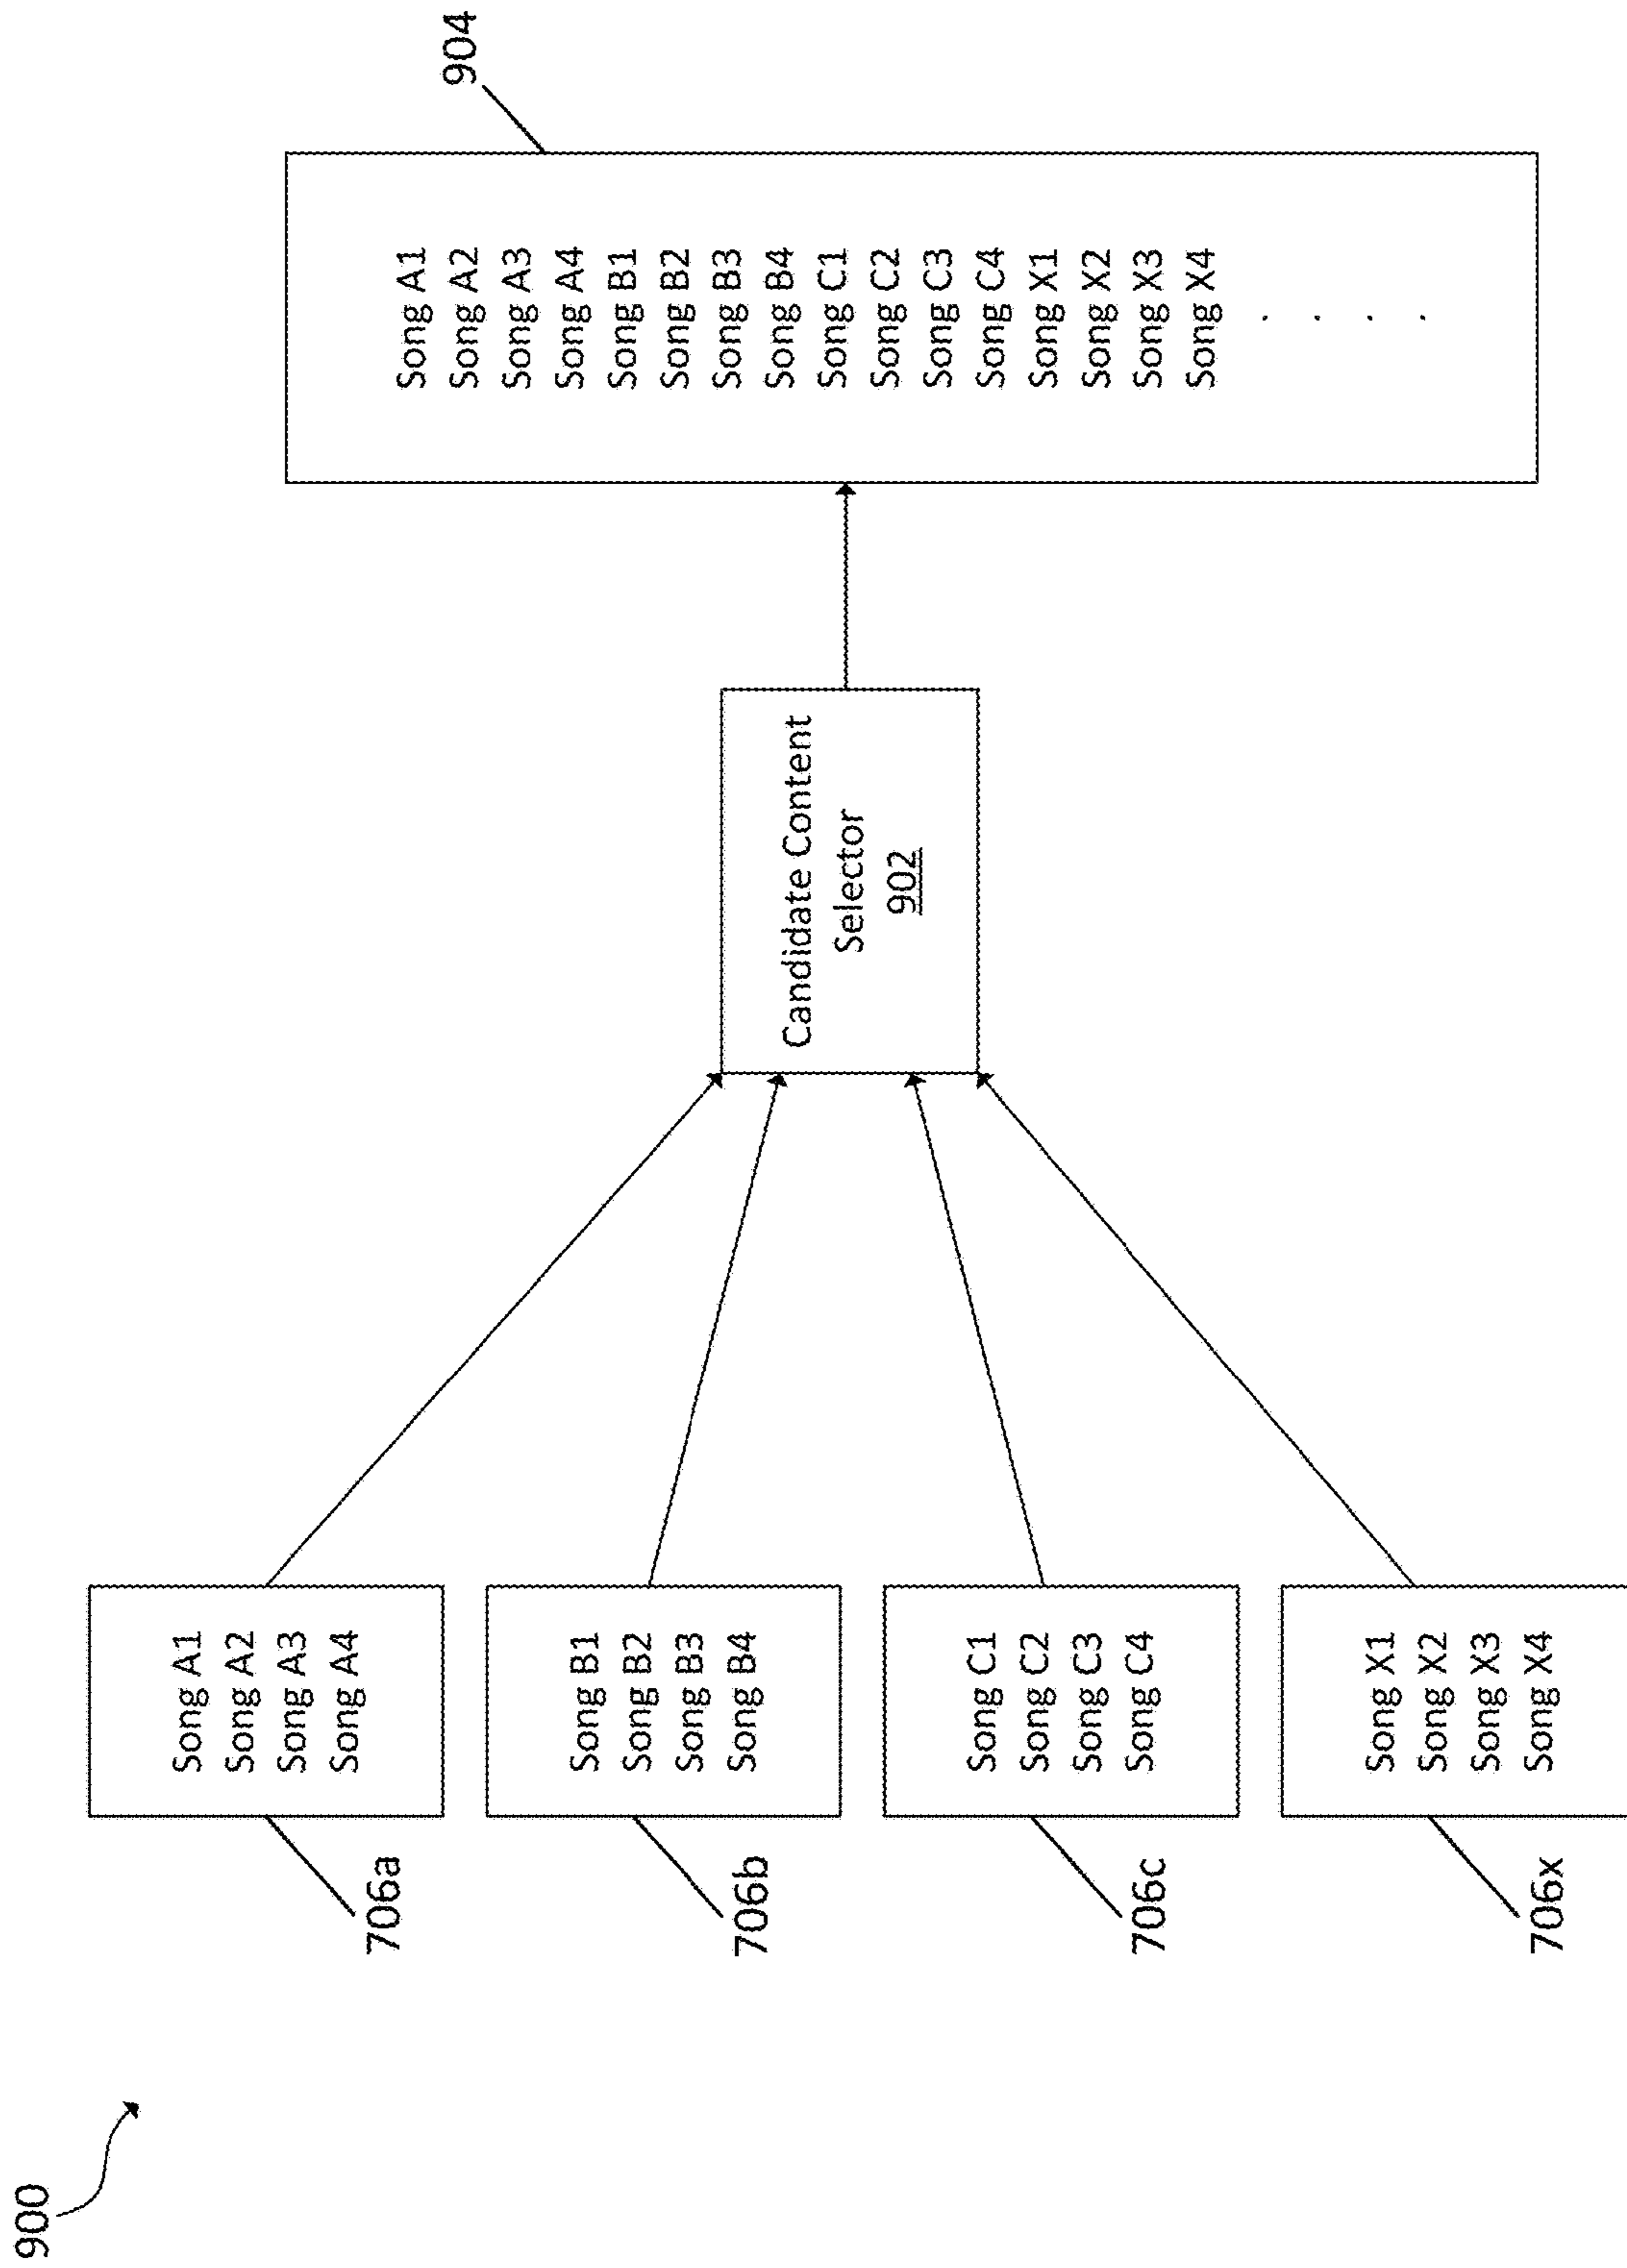 900
706a
Song A1
Song A2
Song A3
Song A4
706b
Song B1
Song B2
Song B3
Song B4
706c
Song C1
Song C2
Song C3
Song C4
706x
Song X1
Song X2
Song X3
Song X4
Candidate Content
Selector
902
904
Song A1
Song A2
Song A3
Song A4
Song B1
Song B2
Song B3
Song B4
Song C1
Song C2
Song C3
Song C4
Song X1
Song X2
Song X3
Song X4
.
.
.
.